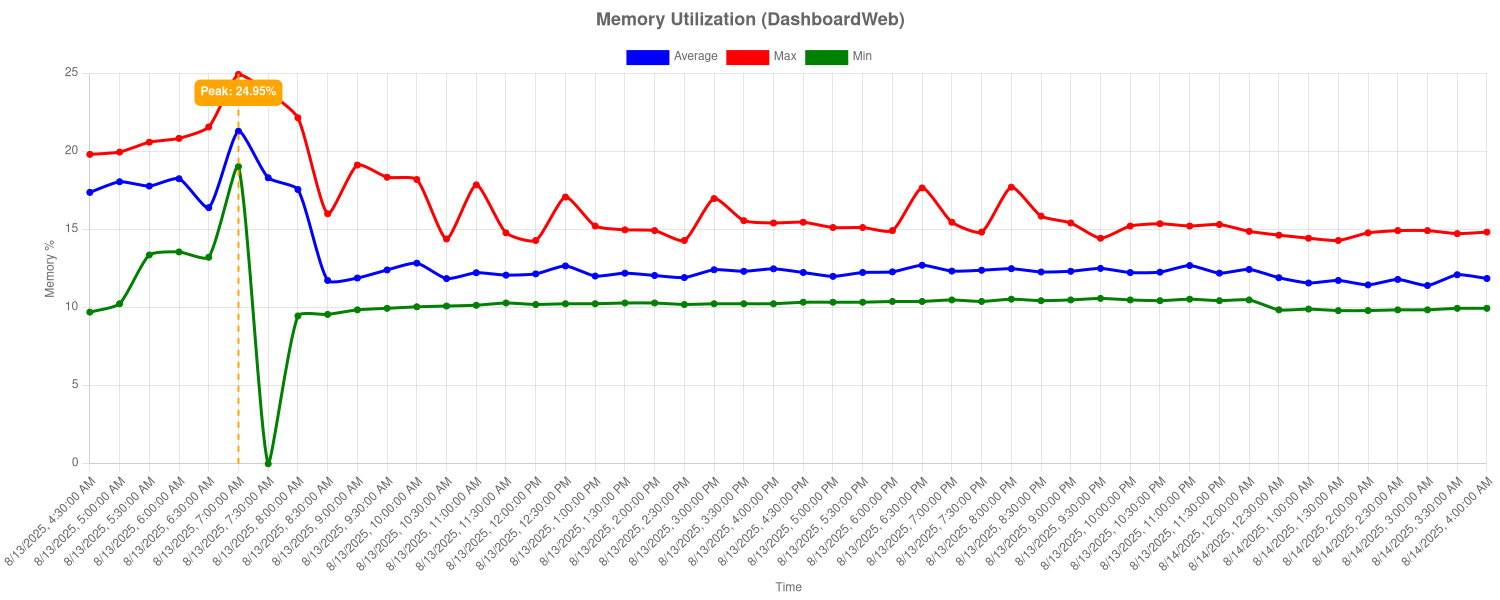 Memory Utilization (DashboardWeb)
Average Max Min
25
Peak: 24.95%
20
15
Memory %
10
5
0
8/13/2025, 4:30:00 AM
8/13/2025, 5:00:00 AM
8/13/2025, 5:30:00 AM
8/13/2025, 6:00:00 AM
8/13/2025, 6:30:00 AM
8/13/2025, 7:00:00 AM
8/13/2025, 7:30:00 AM
8/13/2025, 8:00:00 AM
8/13/2025, 8:30:00 AM
8/13/2025, 9:00:00 AM
8/13/2025, 9:30:00 AM
8/13/2025, 10:00:00 AM
8/13/2025, 10:30:00 AM
8/13/2025, 11:00:00 AM
8/13/2025, 11:30:00 AM
8/13/2025, 12:00:00 PM
8/13/2025, 12:30:00 PM
8/13/2025, 1:00:00 PM
8/13/2025, 1:30:00 PM
8/13/2025, 2:00:00 PM
8/13/2025, 2:30:00 PM
8/13/2025, 3:00:00 PM
8/13/2025, 3:30:00 PM
8/13/2025, 4:00:00 PM
8/13/2025, 4:30:00 PM
8/13/2025, 5:00:00 PM
8/13/2025, 5:30:00 PM
8/13/2025, 6:00:00 PM
8/13/2025, 6:30:00 PM
8/13/2025, 7:00:00 PM
8/13/2025, 7:30:00 PM
8/13/2025, 8:00:00 PM
8/13/2025, 8:30:00 PM
8/13/2025, 9:00:00 PM
8/13/2025, 9:30:00 PM
8/13/2025, 10:00:00 PM
8/13/2025, 10:30:00 PM
8/13/2025, 11:00:00 PM
8/13/2025, 11:30:00 PM
8/14/2025, 12:00:00 AM
8/14/2025, 12:30:00 AM
8/14/2025, 1:00:00 AM
8/14/2025, 1:30:00 AM
8/14/2025, 2:00:00 AM
8/14/2025, 2:30:00 AM
8/14/2025, 3:00:00 AM
8/14/2025, 3:30:00 AM
8/14/2025, 4:00:00 AM
Time